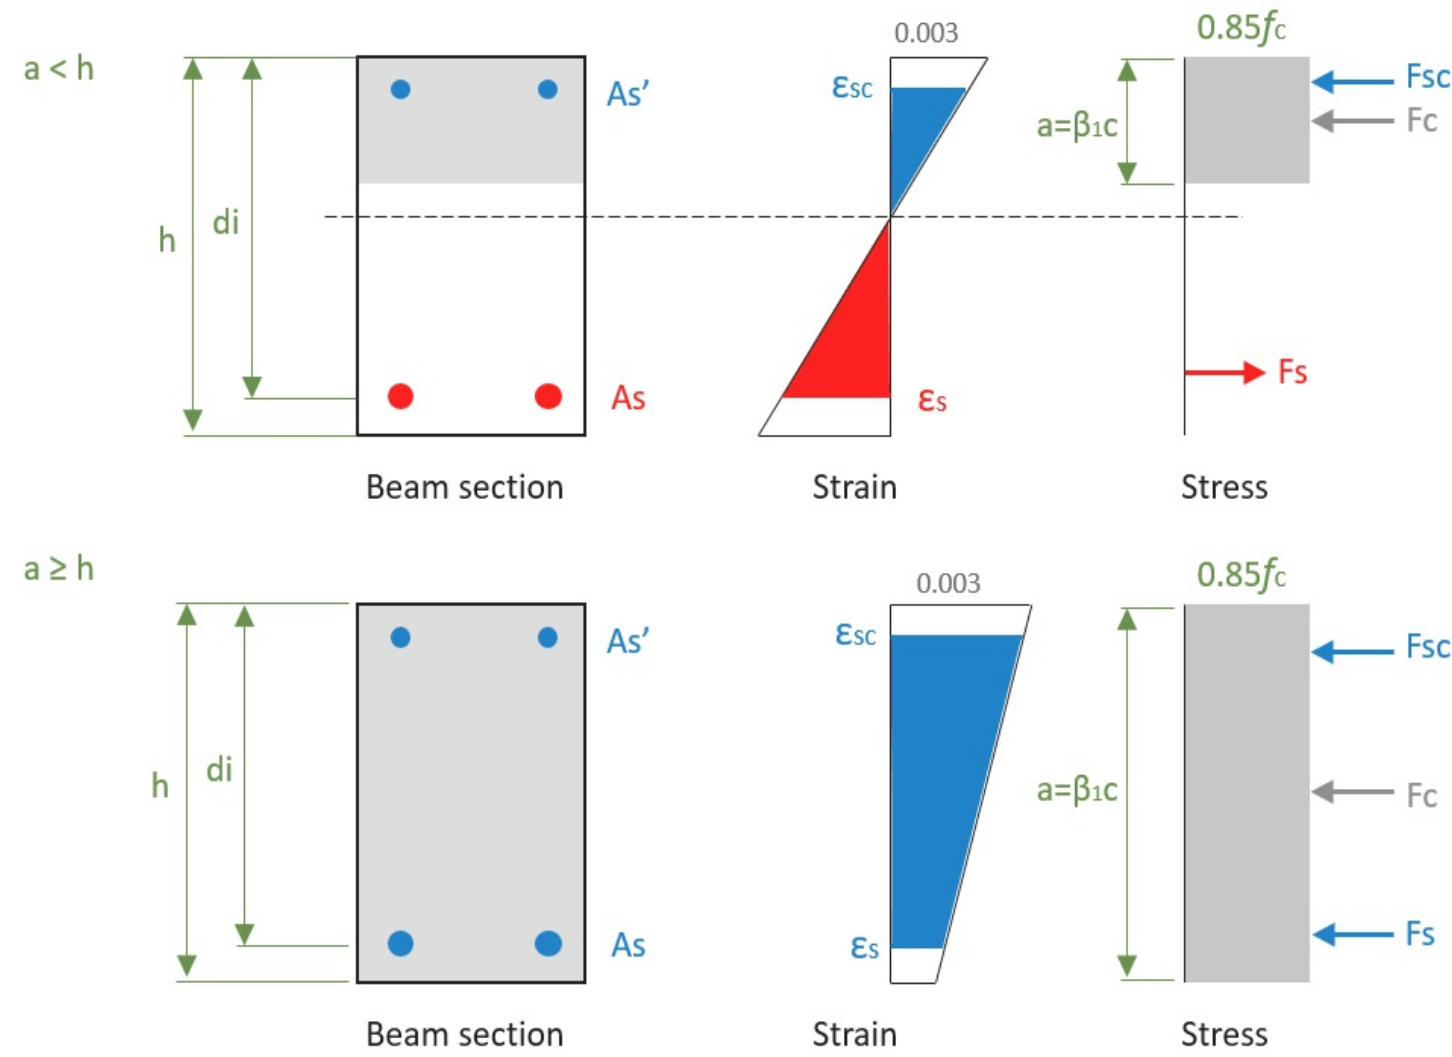 0.003
0.85fc
a < h
εsc
Fsc
As’
a=β1c
Fc
di
h
Fs
As
εs
Beam section
Strain
Stress
a ≥ h
0.003
0.85fc
εsc
As’
Fsc
di
h
a=β1c
Fc
As
εs
Fs
Beam section
Strain
Stress